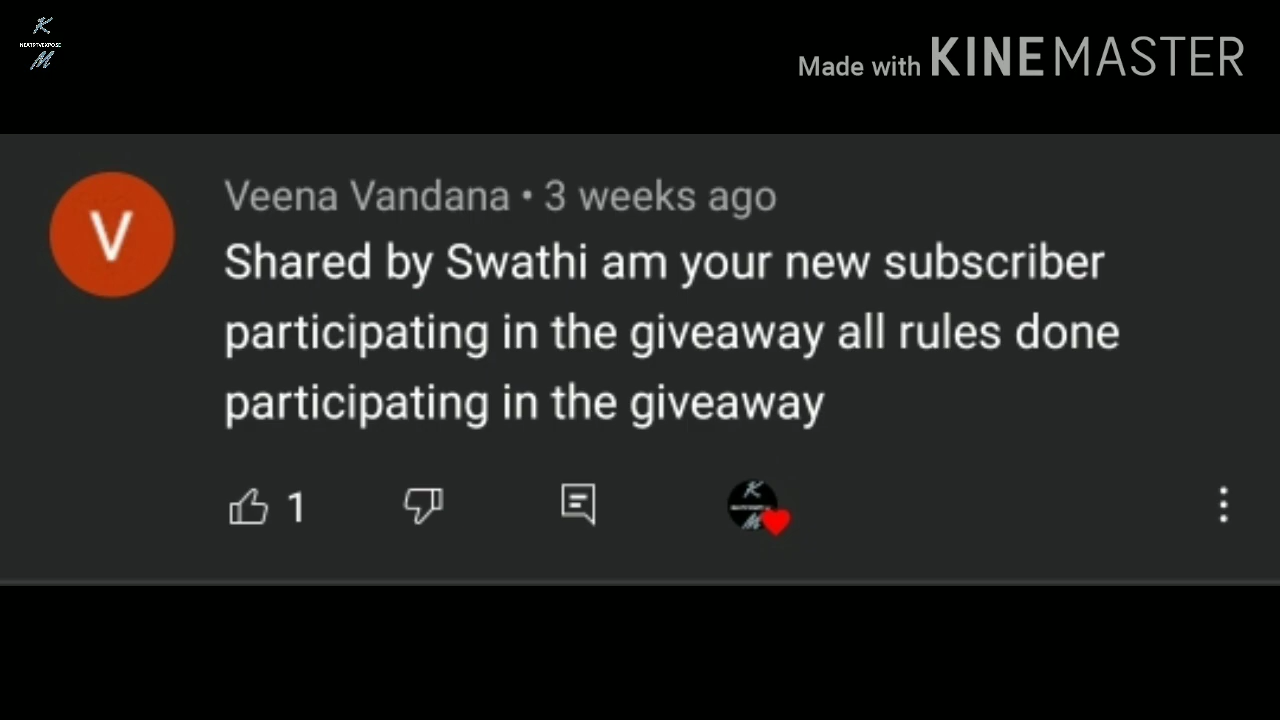 K
M
Made with KINEMASTER
V
Veena Vandana • 3 weeks ago
Shared by Swathi am your new subscriber
participating in the giveaway all rules done
participating in the giveaway
1
K
M